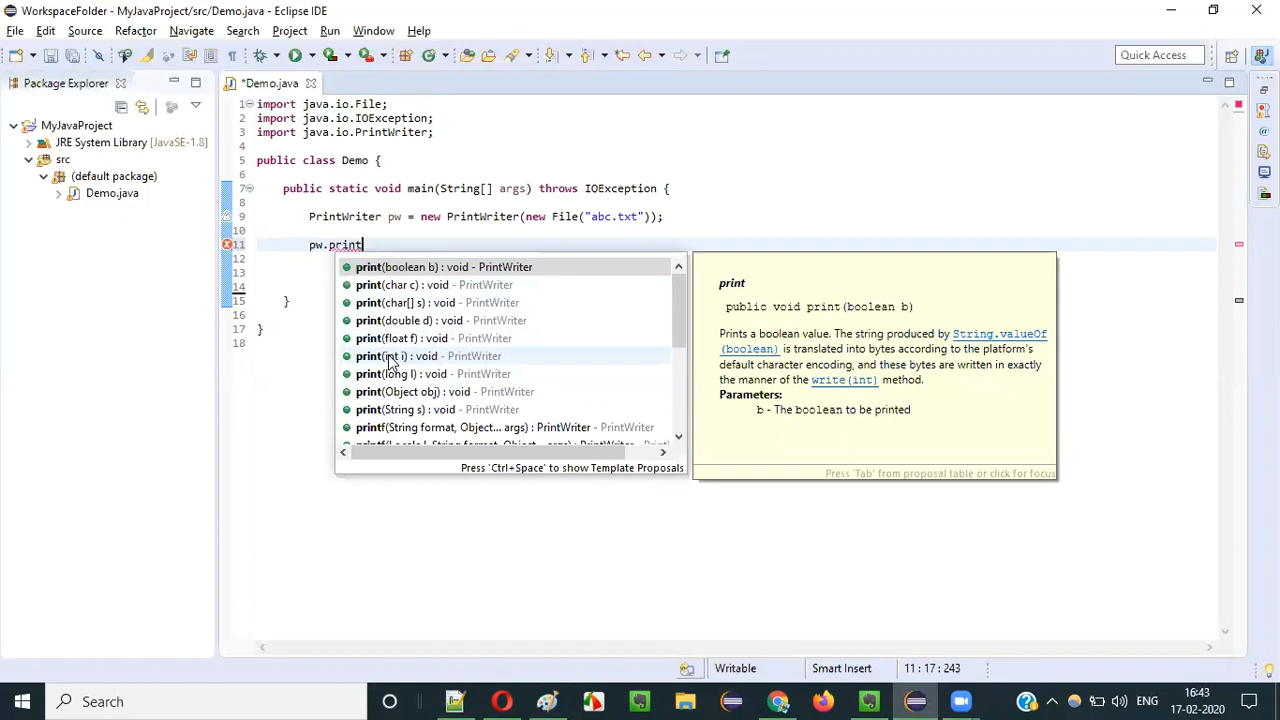 WorkspaceFolder - MyJavaProject/src/Demo.java - Eclipse IDE
File Edit Source Refactor Navigate Search Project Run Window Help
Quick Access
Package Explorer
*Demo.java
MyJavaProject
JRE System Library [JavaSE-1.8]
src
(default package)
Demo.java
1 import java.io.File;
2 import java.io.IOException;
3 import java.io.PrintWriter;
4
5 public class Demo {
6
7 public static void main(String[] args) throws IOException {
8
9 PrintWriter pw = new PrintWriter(new File("abc.txt"));
10
11 pw.print
12
13
14
15 }
16
17 }
18
print(boolean b) : void - PrintWriter
print(char c) : void - PrintWriter
print(char[] s) : void - PrintWriter
print(double d) : void - PrintWriter
print(float f) : void - PrintWriter
print(int i) : void - PrintWriter
print(long l) : void - PrintWriter
print(Object obj) : void - PrintWriter
print(String s) : void - PrintWriter
printf(String format, Object... args) : PrintWriter - PrintWriter
printf(Locale l, String format, Object... args) : PrintWriter - Print
Press 'Ctrl+Space' to show Template Proposals
print
public void print(boolean b)
Prints a boolean value. The string produced by String.valueOf
(boolean) is translated into bytes according to the platform's
default character encoding, and these bytes are written in exactly
the manner of the write(int) method.
Parameters:
b - The boolean to be printed
Press 'Tab' from proposal table or click for focus
Writable
Smart Insert
11 : 17 : 243
Search
ENG
16:43
17-02-2020